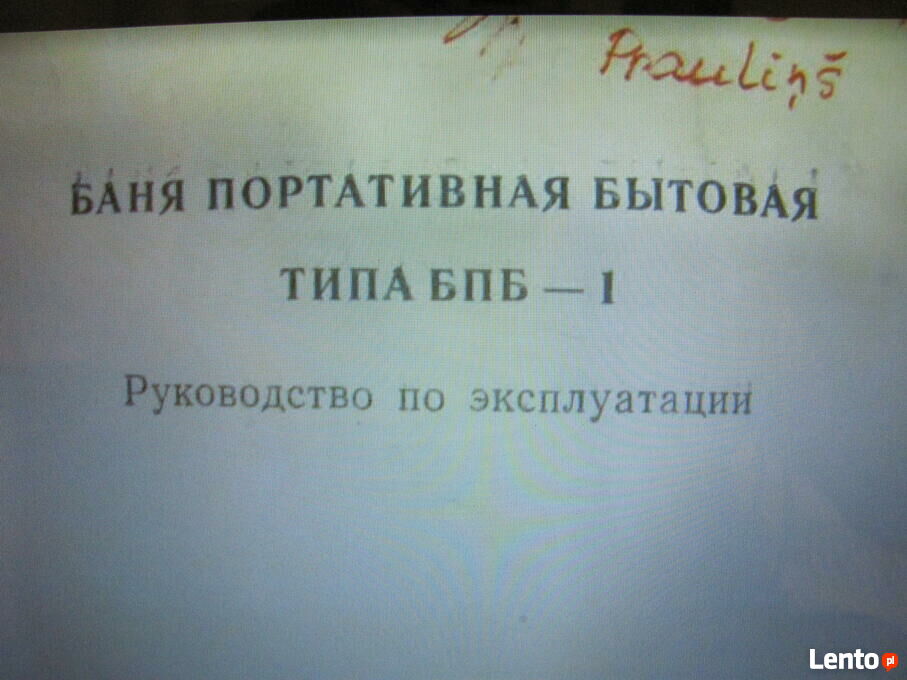 Prauliņš
БАНЯ ПОРТАТИВНАЯ БЫТОВАЯ
ТИПА БПБ — 1
Руководство по эксплуатации
Lento pl